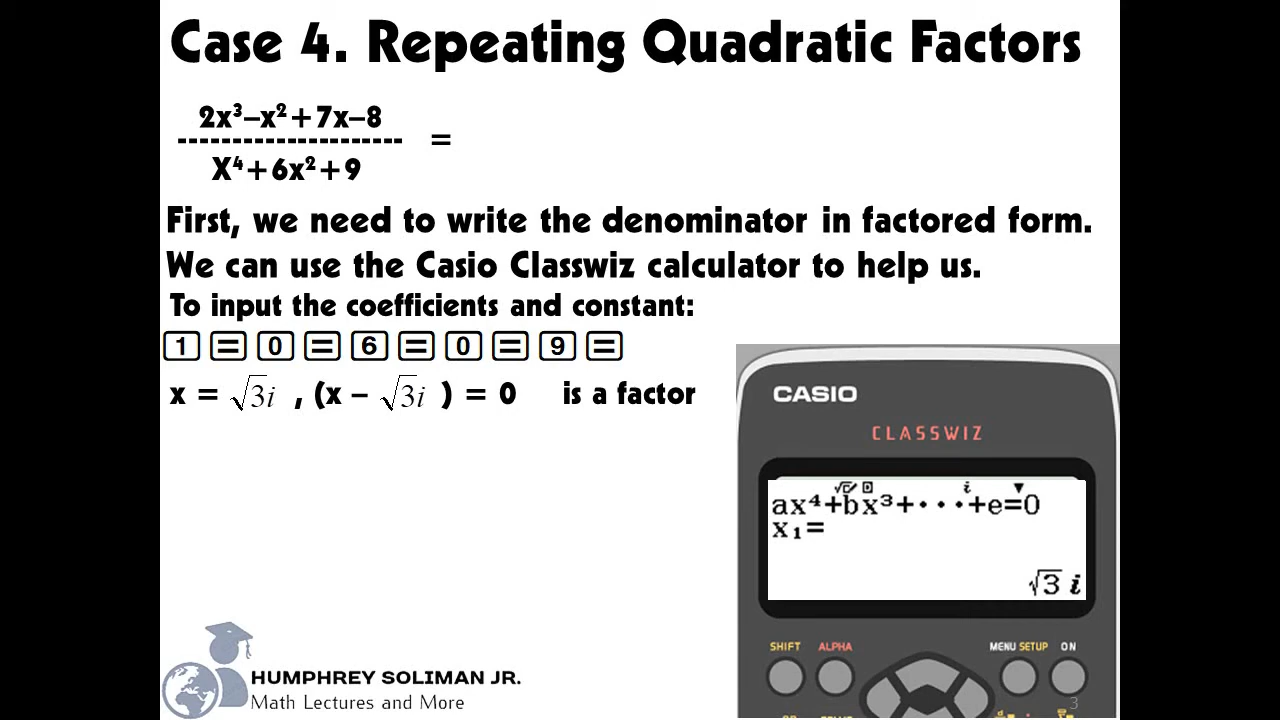 Case 4. Repeating Quadratic Factors
2x³–x²+7x–8
--------------------- =
X⁴+6x²+9
First, we need to write the denominator in factored form.
We can use the Casio Classwiz calculator to help us.
To input the coefficients and constant:
1 = 0 = 6 = 0 = 9 =
x = √3i , (x – √3i ) = 0 is a factor
CASIO
CLASSWIZ
√▱ D i ▼
ax⁴+bx³+···+e=0
x₁=
√3 i
SHIFT ALPHA MENU SETUP ON
HUMPHREY SOLIMAN JR.
Math Lectures and More
3